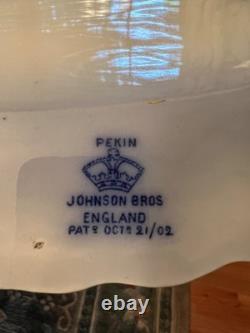 PEKIN
JOHNSON BROS
ENGLAND
PATD OCTR 21/02